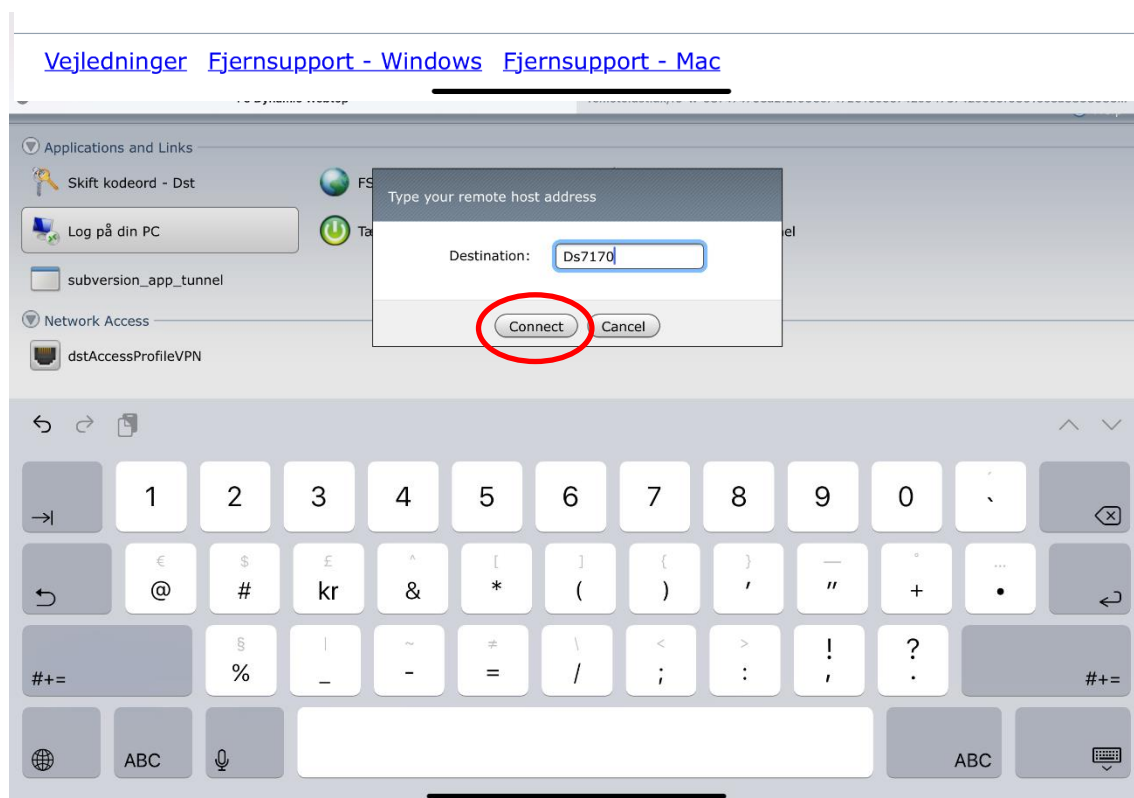 Vejledninger Fjernsupport - Windows Fjernsupport - Mac
Applications and Links
Skift kodeord - Dst
FS
Type your remote host address
Log på din PC
Destination: Ds7170
subversion_app_tunnel
Network Access
Connect Cancel
dstAccessProfileVPN
1 2 3 4 5 6 7 8 9 0 ´ `
€ $ £ ^ [ ] { } — ° …
@ # kr & * ( ) ' " + •
§ | ~ ≠ \ < > ! ?
#+= % _ - = / ; : , . #+=
ABC ABC